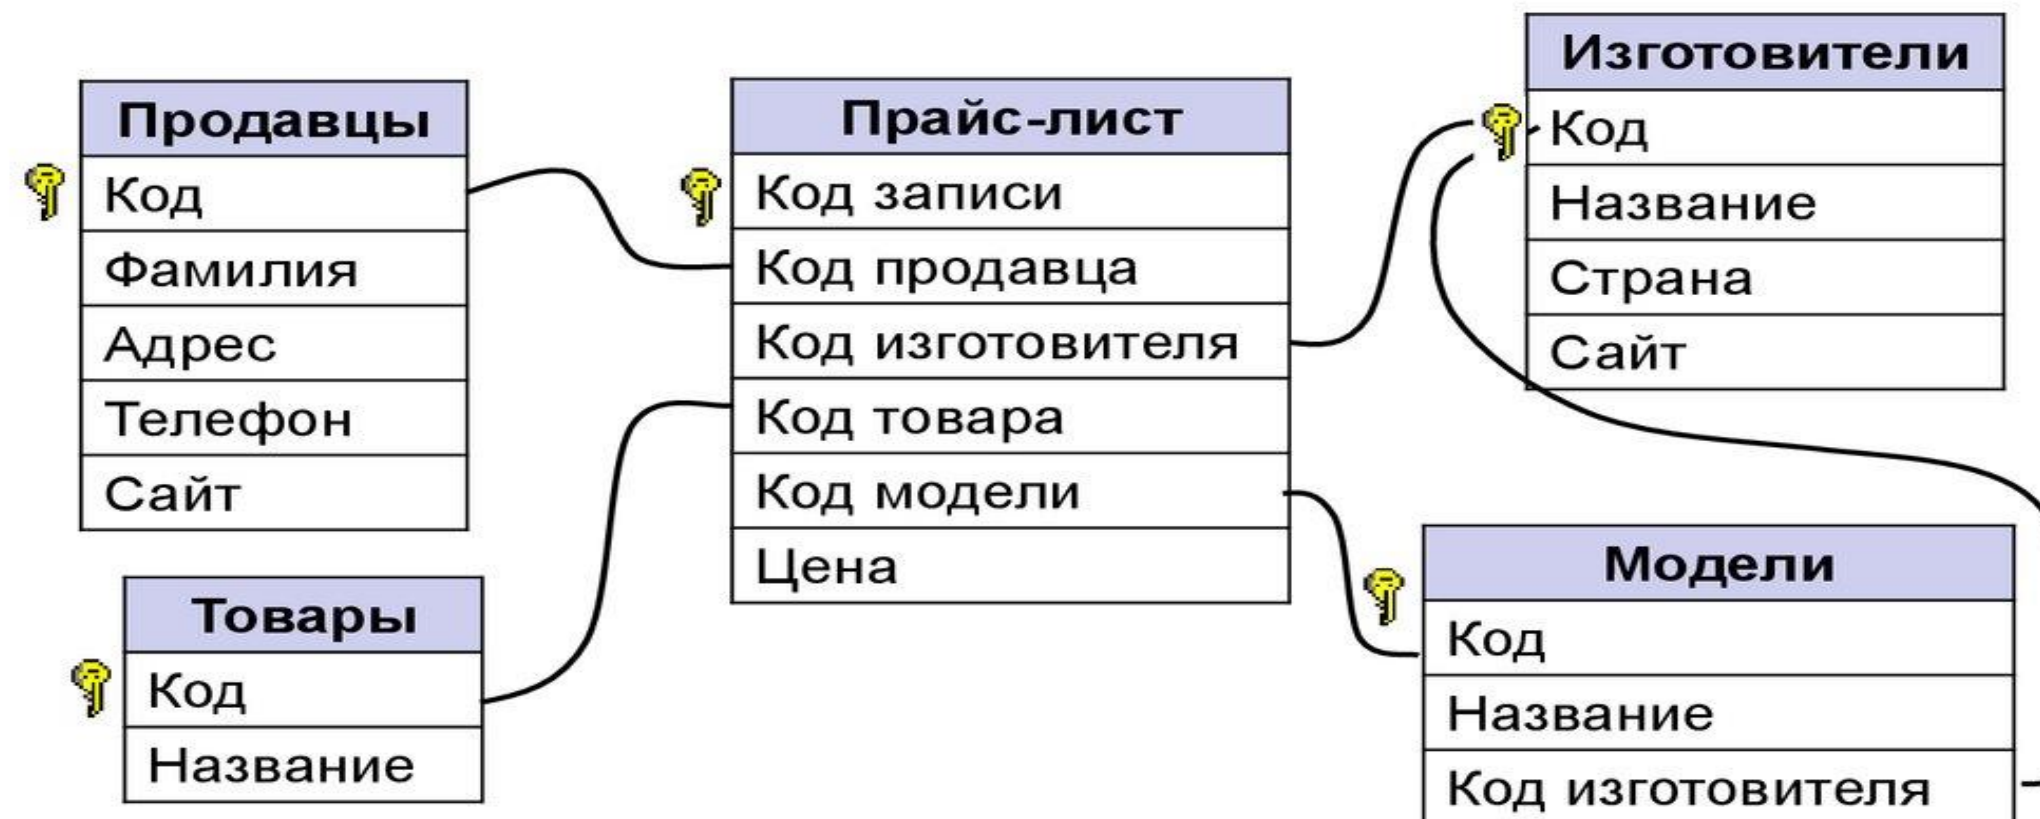 Продавцы
Код
Фамилия
Адрес
Телефон
Сайт
Товары
Код
Название
Прайс-лист
Код записи
Код продавца
Код изготовителя
Код товара
Код модели
Цена
Изготовители
Код
Название
Страна
Сайт
Модели
Код
Название
Код изготовителя